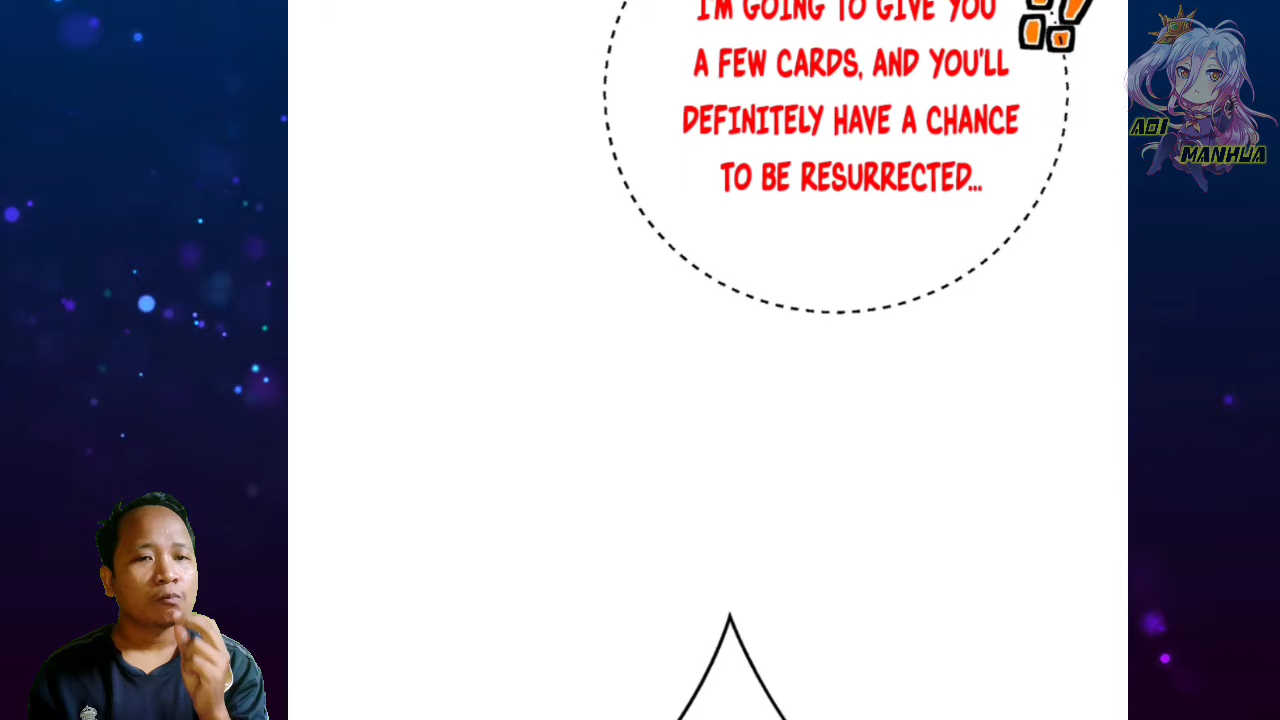 I'M GOING TO GIVE YOU
A FEW CARDS, AND YOU'LL
DEFINITELY HAVE A CHANCE
TO BE RESURRECTED...
!!
AOI
MANHUA